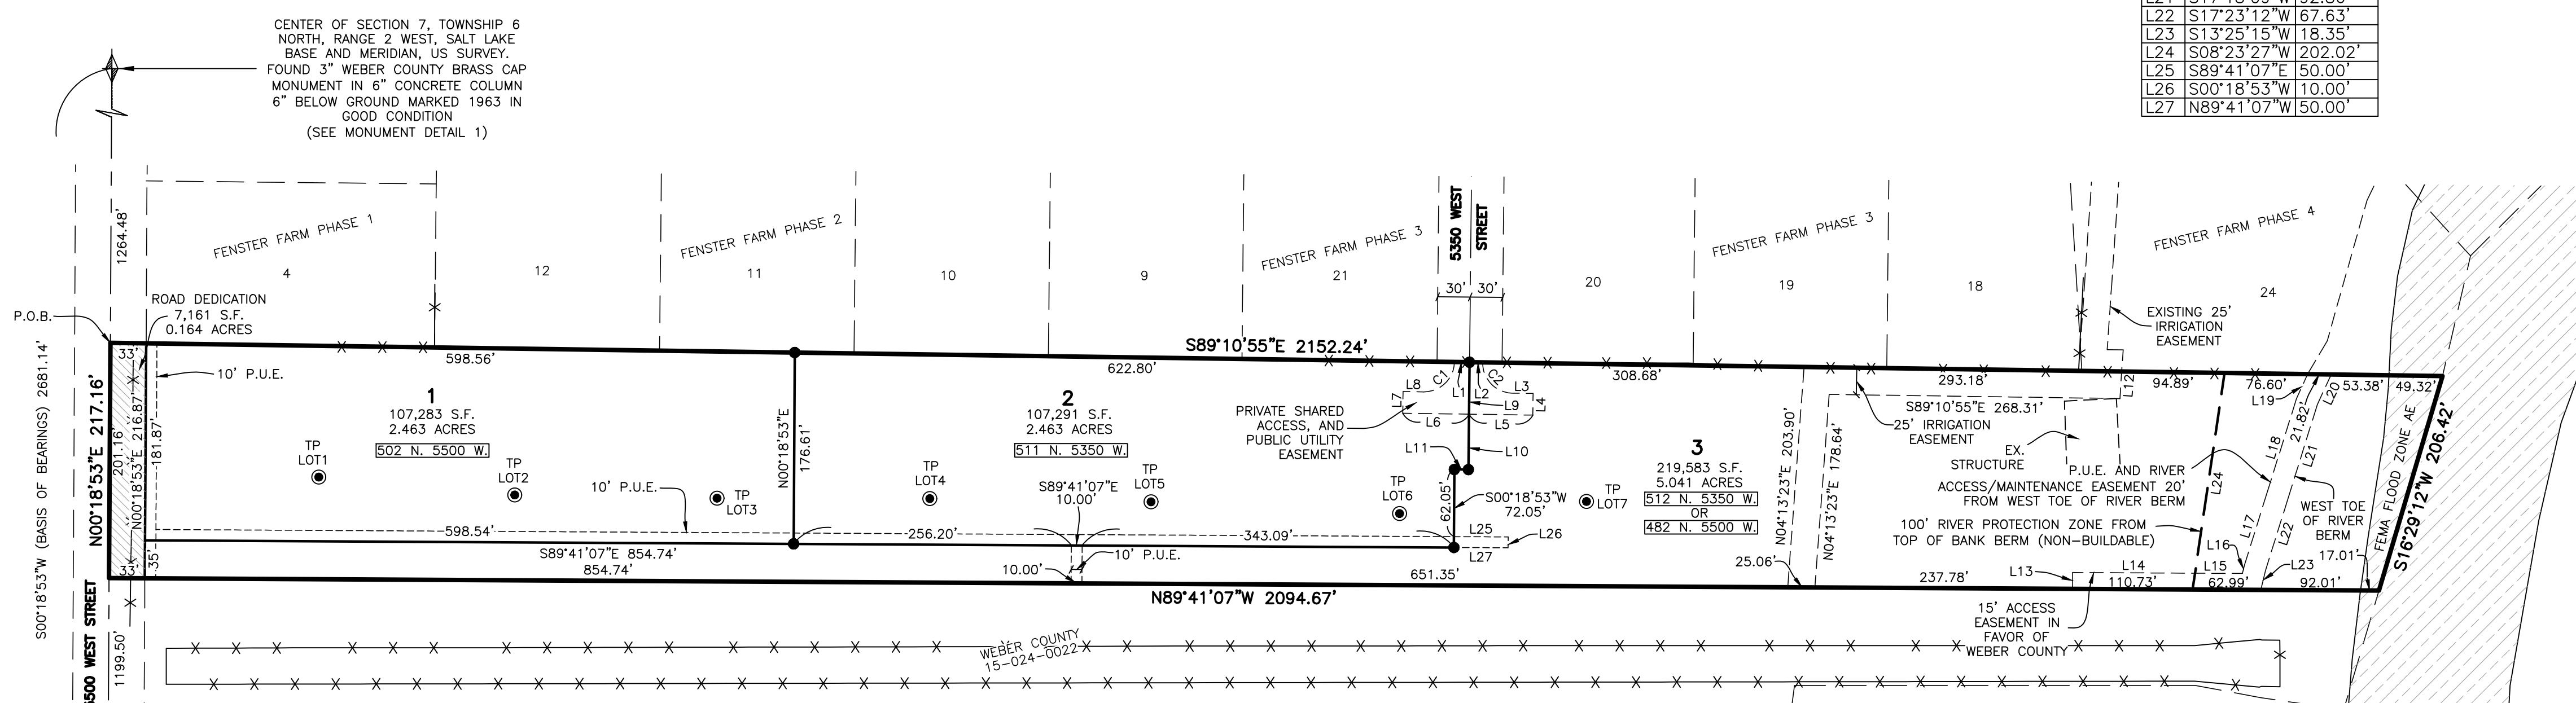 CENTER OF SECTION 7, TOWNSHIP 6
NORTH, RANGE 2 WEST, SALT LAKE
BASE AND MERIDIAN, US SURVEY.
FOUND 3" WEBER COUNTY BRASS CAP
MONUMENT IN 6" CONCRETE COLUMN
6" BELOW GROUND MARKED 1963 IN
GOOD CONDITION
(SEE MONUMENT DETAIL 1)
L22 S17°23'12"W 67.63'
L23 S13°25'15"W 18.35'
L24 S08°23'27"W 202.02'
L25 S89°41'07"E 50.00'
L26 S00°18'53"W 10.00'
L27 N89°41'07"W 50.00'
1264.48'
FENSTER FARM PHASE 1
4
12
FENSTER FARM PHASE 2
11
10
9
FENSTER FARM PHASE 3
21
5350 WEST
STREET
30'
30'
20
FENSTER FARM PHASE 3
19
18
FENSTER FARM PHASE 4
24
EXISTING 25'
IRRIGATION
EASEMENT
P.O.B.
ROAD DEDICATION
7,161 S.F.
0.164 ACRES
S00°18'53"W (BASIS OF BEARINGS) 2681.14'
N00°18'53"E 217.16'
33'
201.16'
N00°18'53"E 216.87'
181.87'
35'
33'
10' P.U.E.
598.56'
S89°10'55"E 2152.24'
622.80'
308.68'
293.18'
94.89'
76.60'
53.38'
49.32'
1
107,283 S.F.
2.463 ACRES
502 N. 5500 W.
TP
LOT1
TP
LOT2
TP
LOT3
10' P.U.E.
N00°18'53"E
176.61'
2
107,291 S.F.
2.463 ACRES
511 N. 5350 W.
TP
LOT4
TP
LOT5
S89°41'07"E
10.00'
PRIVATE SHARED
ACCESS, AND
PUBLIC UTILITY
EASEMENT
L8
C1
L7
L6
L1
L2
C2
L3
L9
L4
L5
L11
L10
TP
LOT6
62.05'
S00°18'53"W
72.05'
TP
LOT7
3
219,583 S.F.
5.041 ACRES
512 N. 5350 W.
OR
482 N. 5500 W.
N04°13'23"E 203.90'
N04°13'23"E 178.64'
25' IRRIGATION
EASEMENT
S89°10'55"E 268.31'
L12
EX.
STRUCTURE
P.U.E. AND RIVER
ACCESS/MAINTENANCE EASEMENT 20'
FROM WEST TOE OF RIVER BERM
100' RIVER PROTECTION ZONE FROM
TOP OF BANK BERM (NON-BUILDABLE)
L24
L19
L18
21.82'
L20
L21
L17
L22
WEST TOE
OF RIVER
BERM
FEMA FLOOD ZONE AE
S16°29'12"W 206.42'
598.54'
256.20'
343.09'
L25
L26
L27
S89°41'07"E 854.74'
854.74'
10.00'
10' P.U.E.
651.35'
25.06'
237.78'
L13
L14
110.73'
L15
L16
62.99'
L23
92.01'
17.01'
N89°41'07"W 2094.67'
5500 WEST STREET
1199.50'
WEBER COUNTY
15-024-0022
15' ACCESS
EASEMENT IN
FAVOR OF
WEBER COUNTY